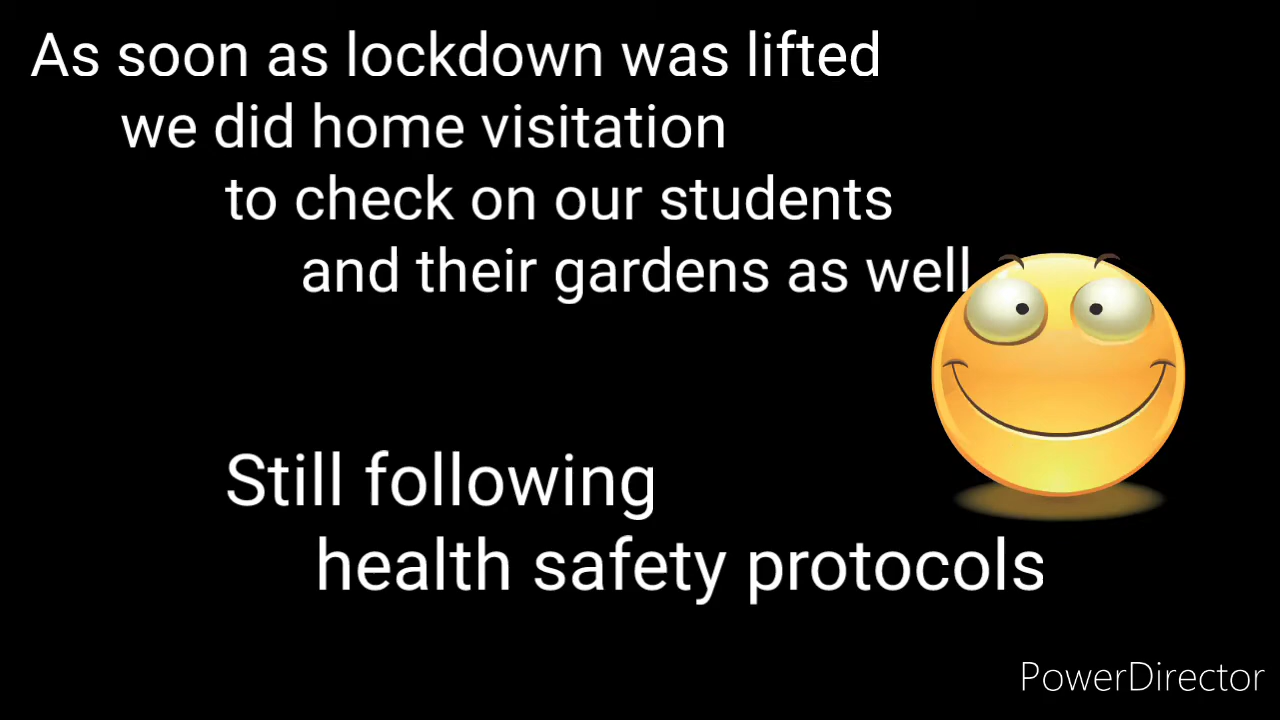 As soon as lockdown was lifted
we did home visitation
to check on our students
and their gardens as well
Still following
health safety protocols
PowerDirector